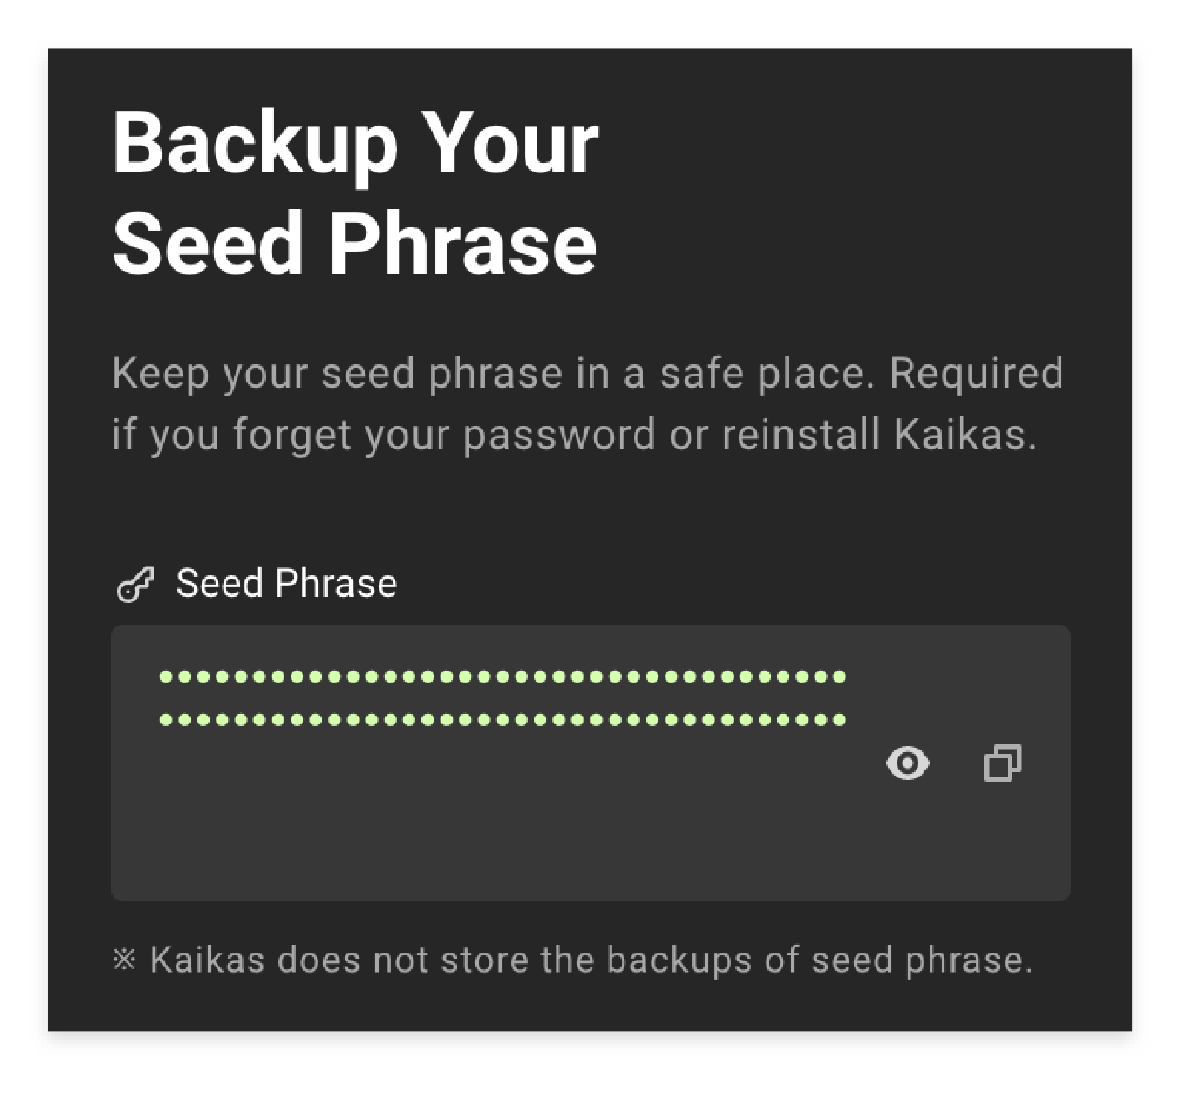 Backup Your
Seed Phrase
Keep your seed phrase in a safe place. Required
if you forget your password or reinstall Kaikas.
Seed Phrase
※ Kaikas does not store the backups of seed phrase.